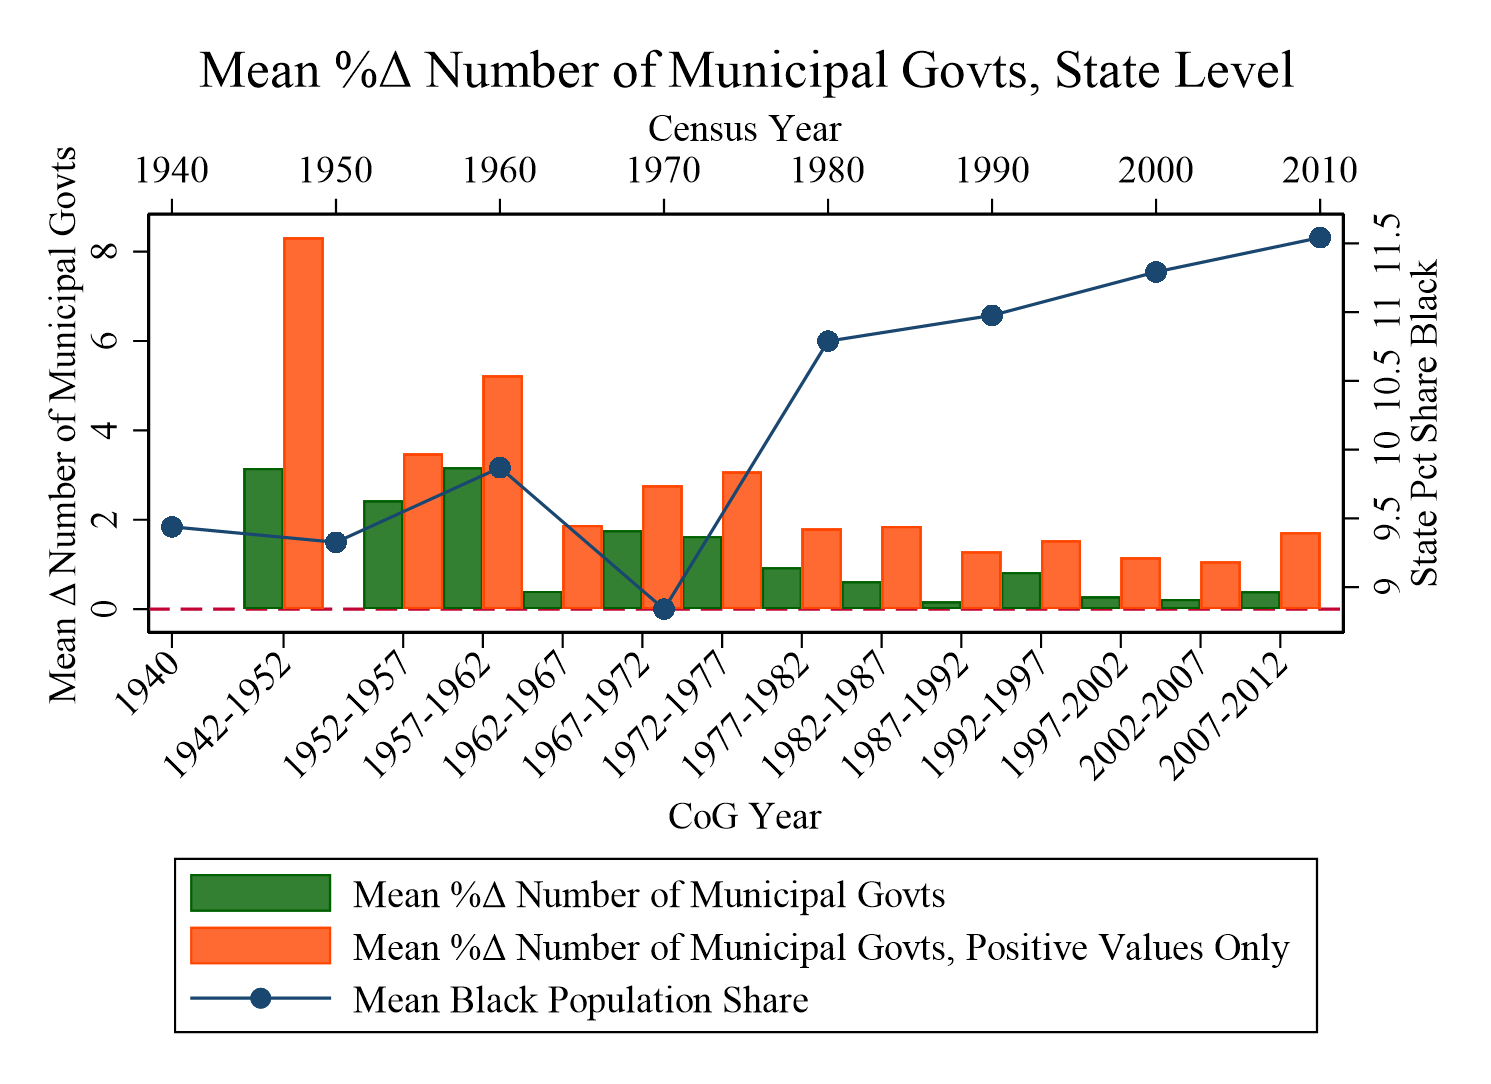 Mean %Δ Number of Municipal Govts, State Level
Census Year
1940 1950 1960 1970 1980 1990 2000 2010
Mean Δ Number of Municipal Govts
8
6
4
2
0
11.5
11
10.5
10
9.5
9
State Pct Share Black
1940
1942-1952
1952-1957
1957-1962
1962-1967
1967-1972
1972-1977
1977-1982
1982-1987
1987-1992
1992-1997
1997-2002
2002-2007
2007-2012
CoG Year
Mean %Δ Number of Municipal Govts
Mean %Δ Number of Municipal Govts, Positive Values Only
Mean Black Population Share